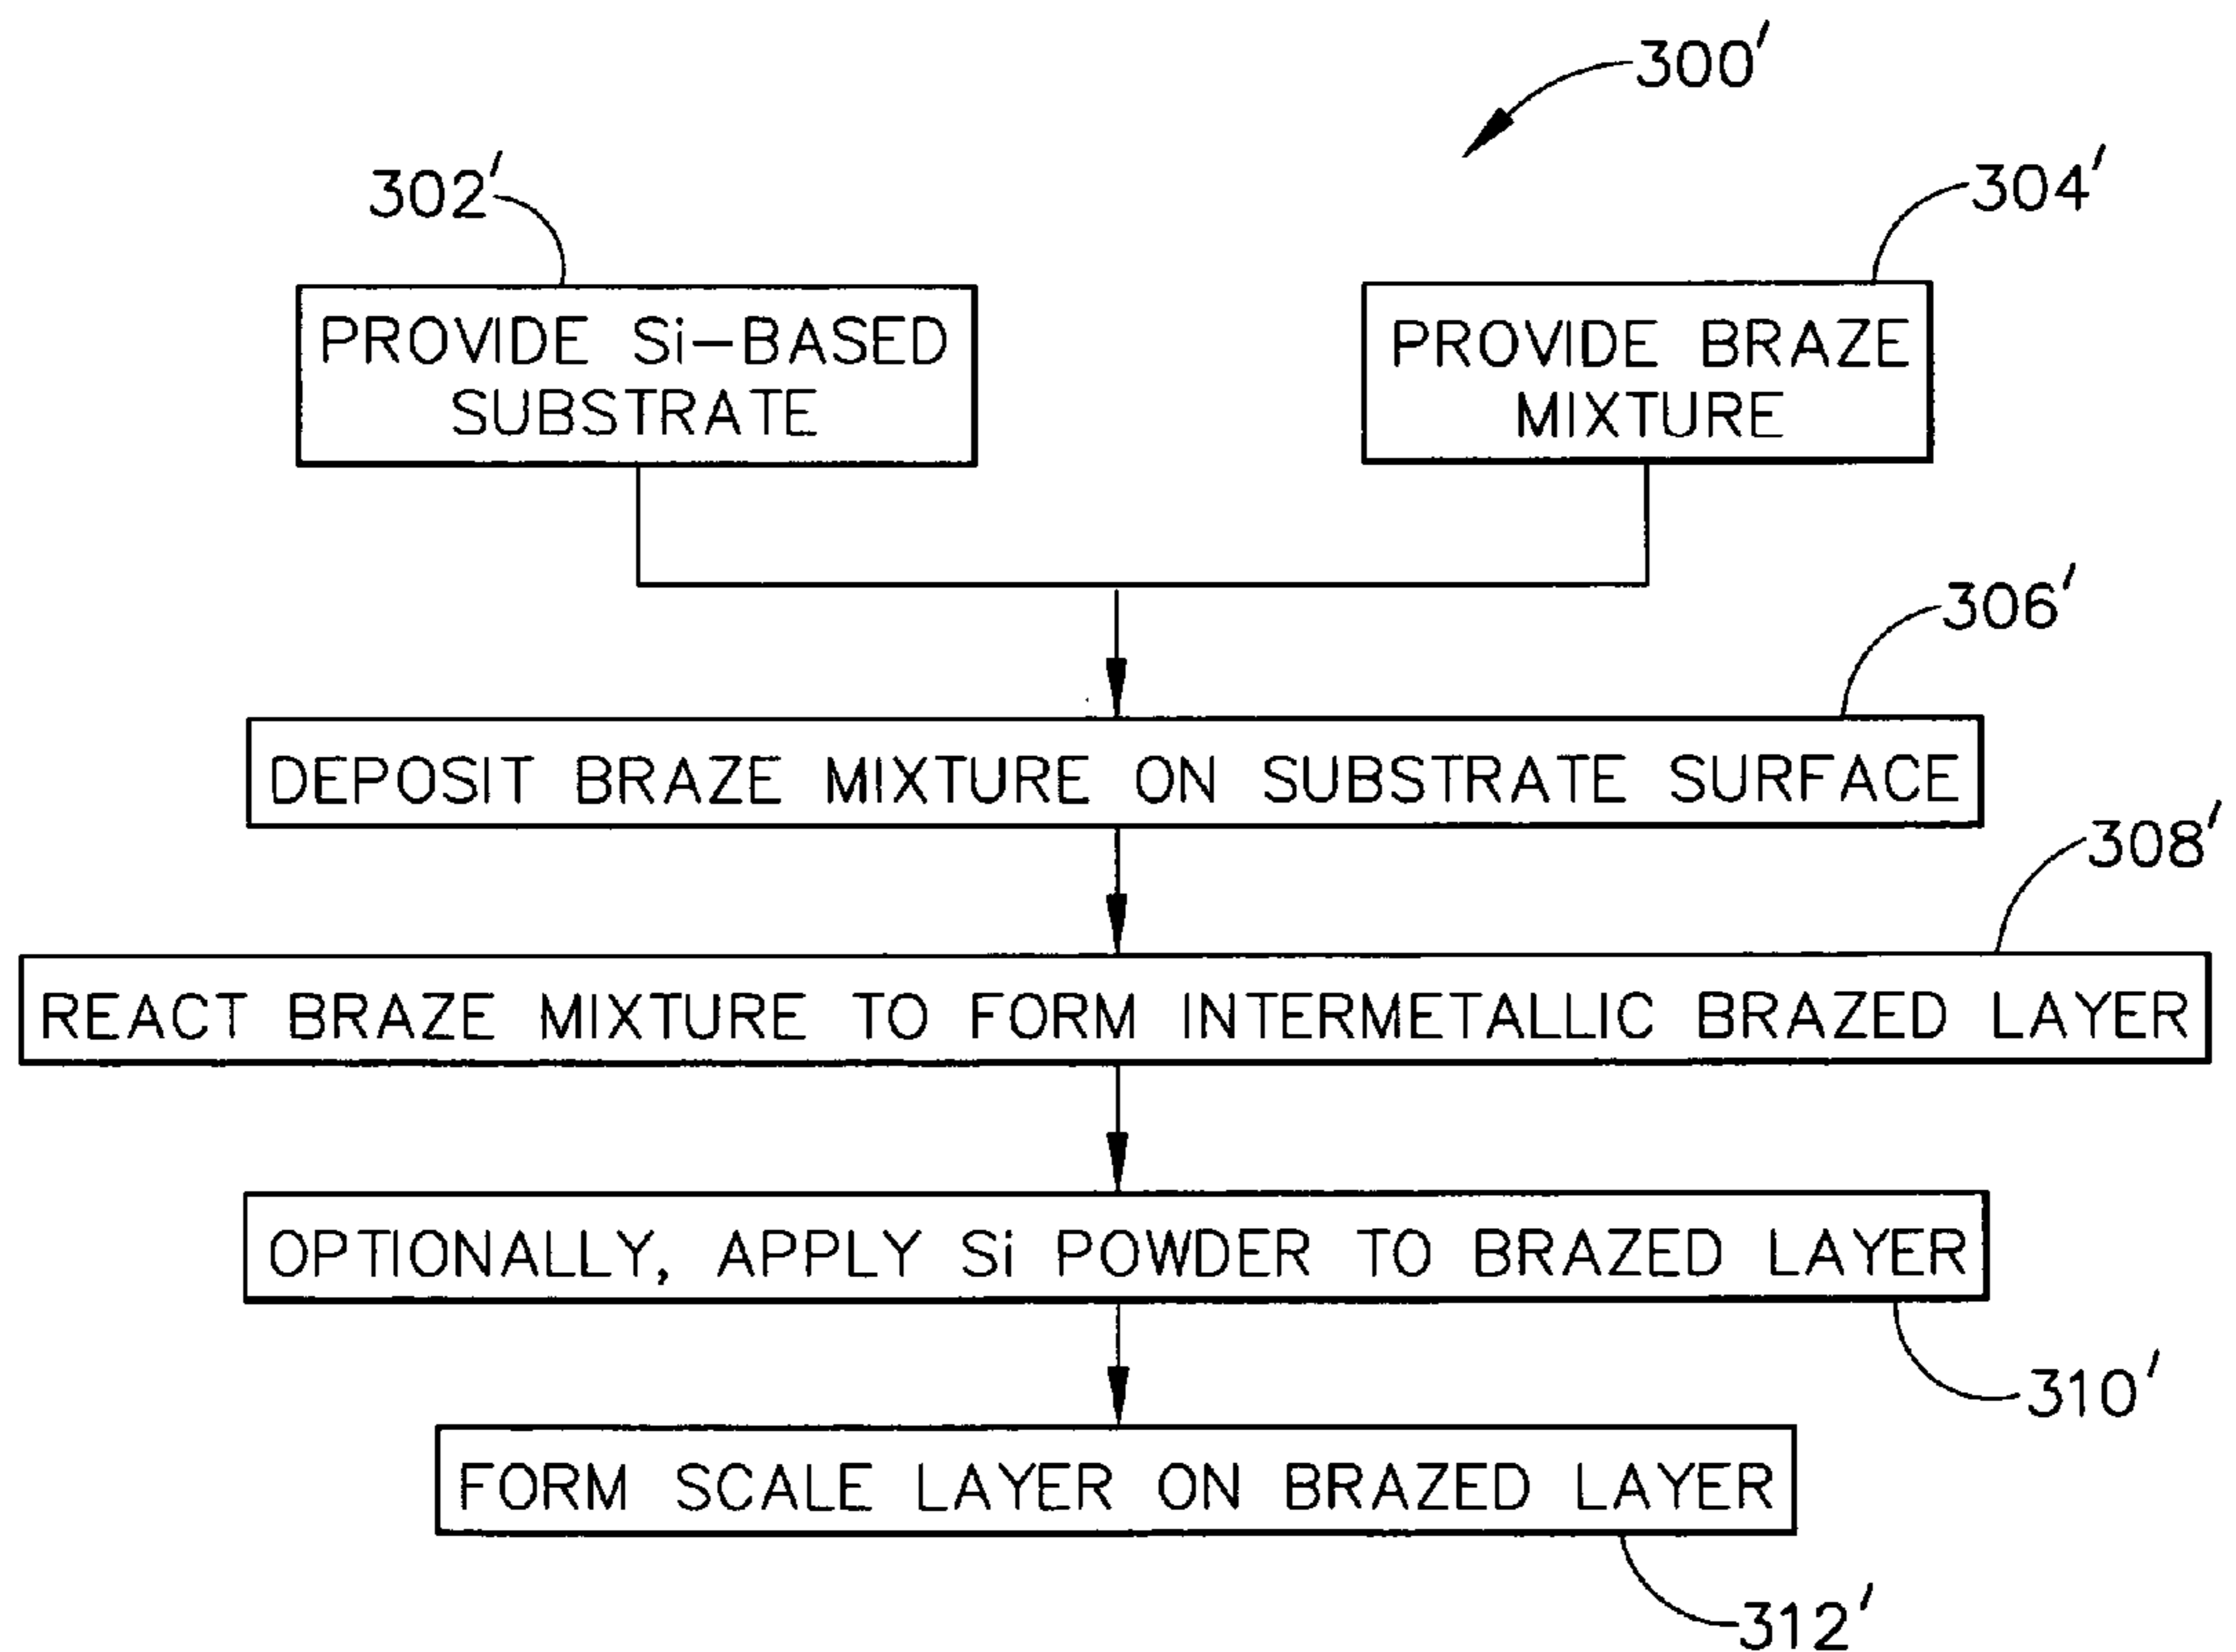 300'
302'
304'
PROVIDE Si-BASED
SUBSTRATE
PROVIDE BRAZE
MIXTURE
306'
DEPOSIT BRAZE MIXTURE ON SUBSTRATE SURFACE
308'
REACT BRAZE MIXTURE TO FORM INTERMETALLIC BRAZED LAYER
OPTIONALLY, APPLY Si POWDER TO BRAZED LAYER
310'
FORM SCALE LAYER ON BRAZED LAYER
312'